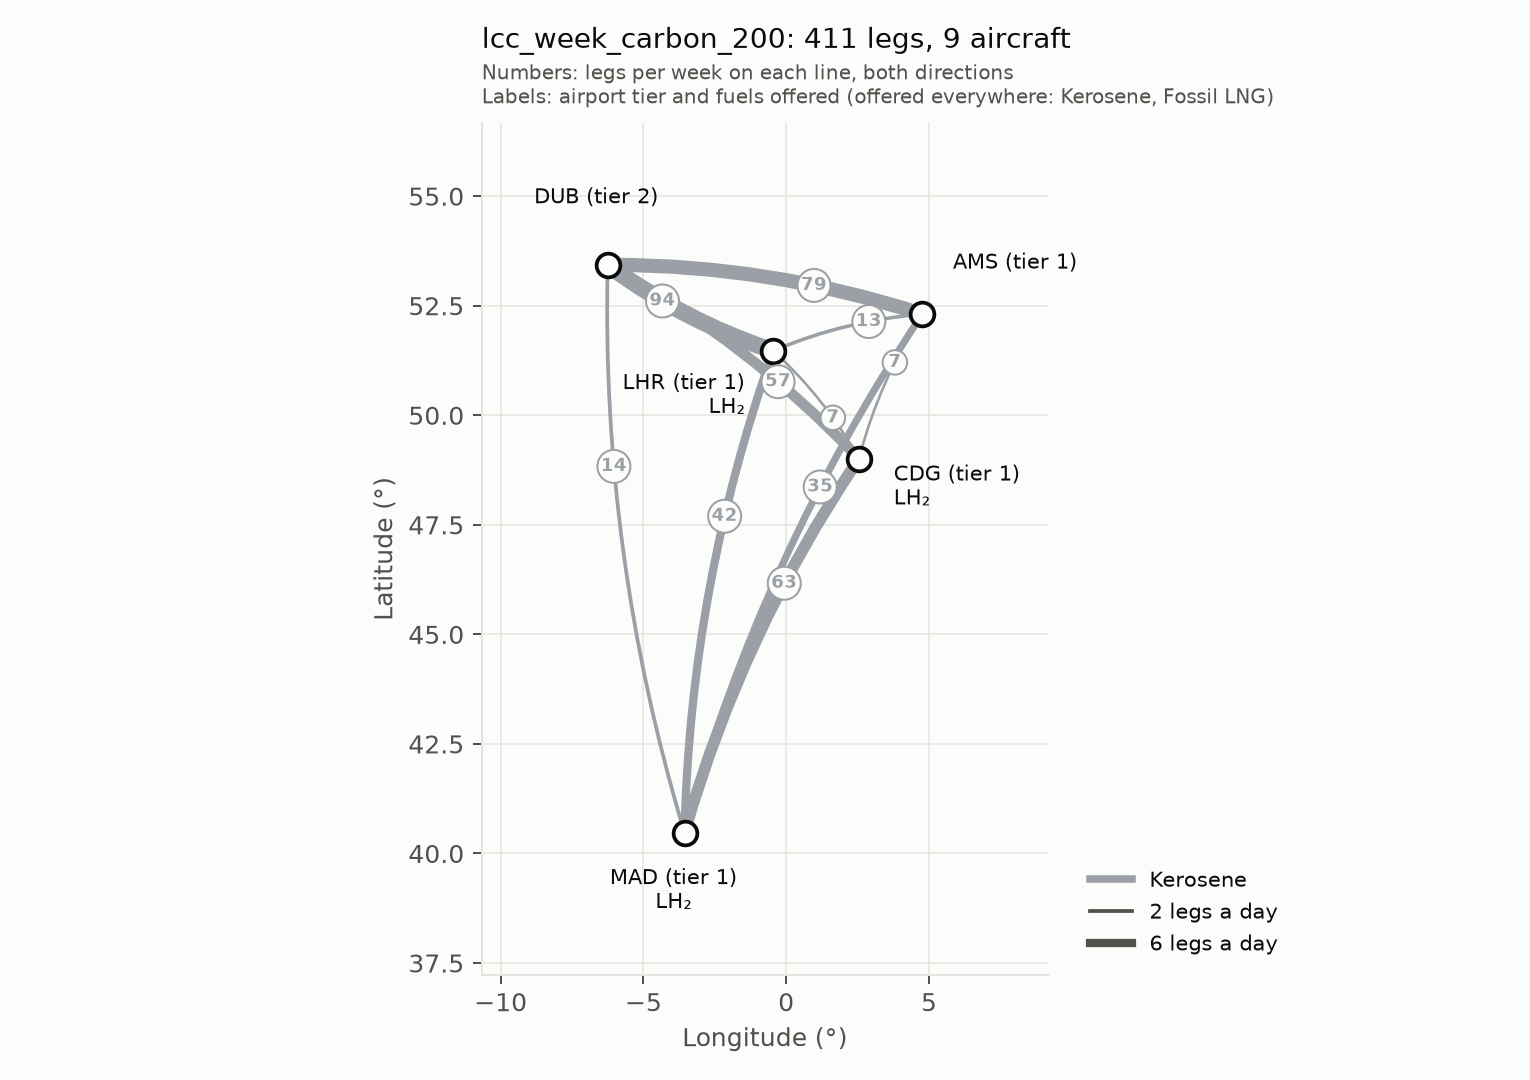 lcc_week_carbon_200: 411 legs, 9 aircraft
Numbers: legs per week on each line, both directions
Labels: airport tier and fuels offered (offered everywhere: Kerosene, Fossil LNG)
55.0
52.5
50.0
47.5
45.0
42.5
40.0
37.5
Latitude (°)
DUB (tier 2)
AMS (tier 1)
79
94
13
7
57
LHR (tier 1)
LH₂
7
14
35
CDG (tier 1)
LH₂
42
63
MAD (tier 1)
LH₂
Kerosene
2 legs a day
6 legs a day
−10
−5
0
5
Longitude (°)